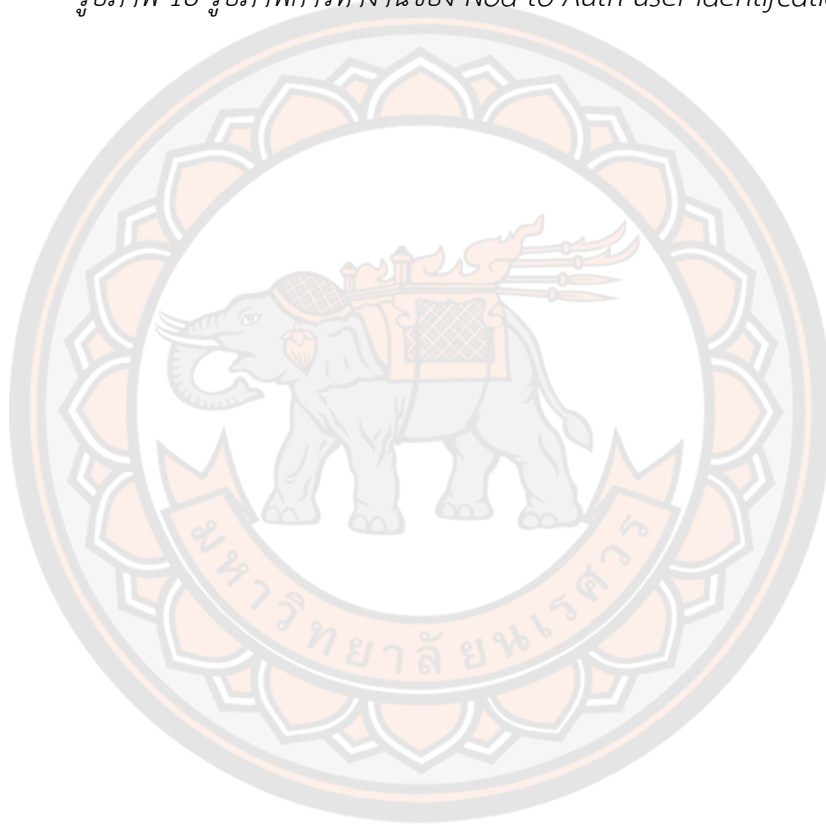 รูปภาพ 18 รูปภาพการทำงานของ Nod to Auth user
มหาวิทยาลัยนเรศวร